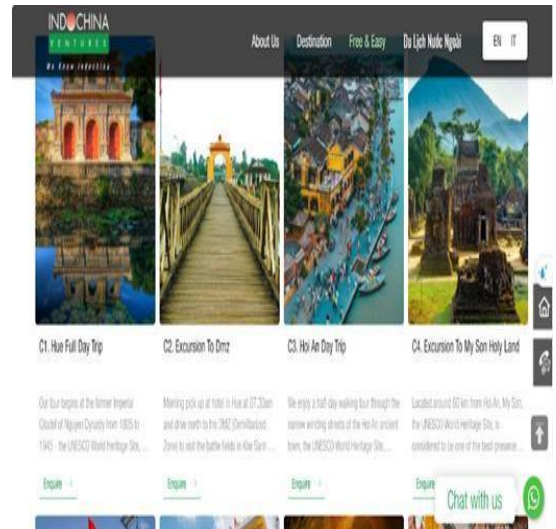 INDOCHINA
VENTURES
We Know Indochina
About Us
Destination
Free & Easy
Du Lịch Nước Ngoài
EN IT
C1. Hue Full Day Trip
Our tour begins at the former Imperial
Citadel of Nguyen Dynasty from 1805 to
1945 - the UNESCO World Heritage Site, ...
Enquire
C2. Excursion To Dmz
Morning pick up at hotel in Hue at 07.30am
and drive north to the DMZ (Demilitarized
Zone) to visit the battle fields in Khe Sanh ...
Enquire
C3. Hoi An Day Trip
We enjoy a half-day walking tour through the
narrow winding streets of the Hoi An ancient
town, the UNESCO World Heritage Site, ...
Enquire
C4. Excursion To My Son Holy Land
Located around 60 km from Hoi An, My Son,
the UNESCO World Heritage Site, is
considered to be one of the best preserve...
Enquire
Chat with us